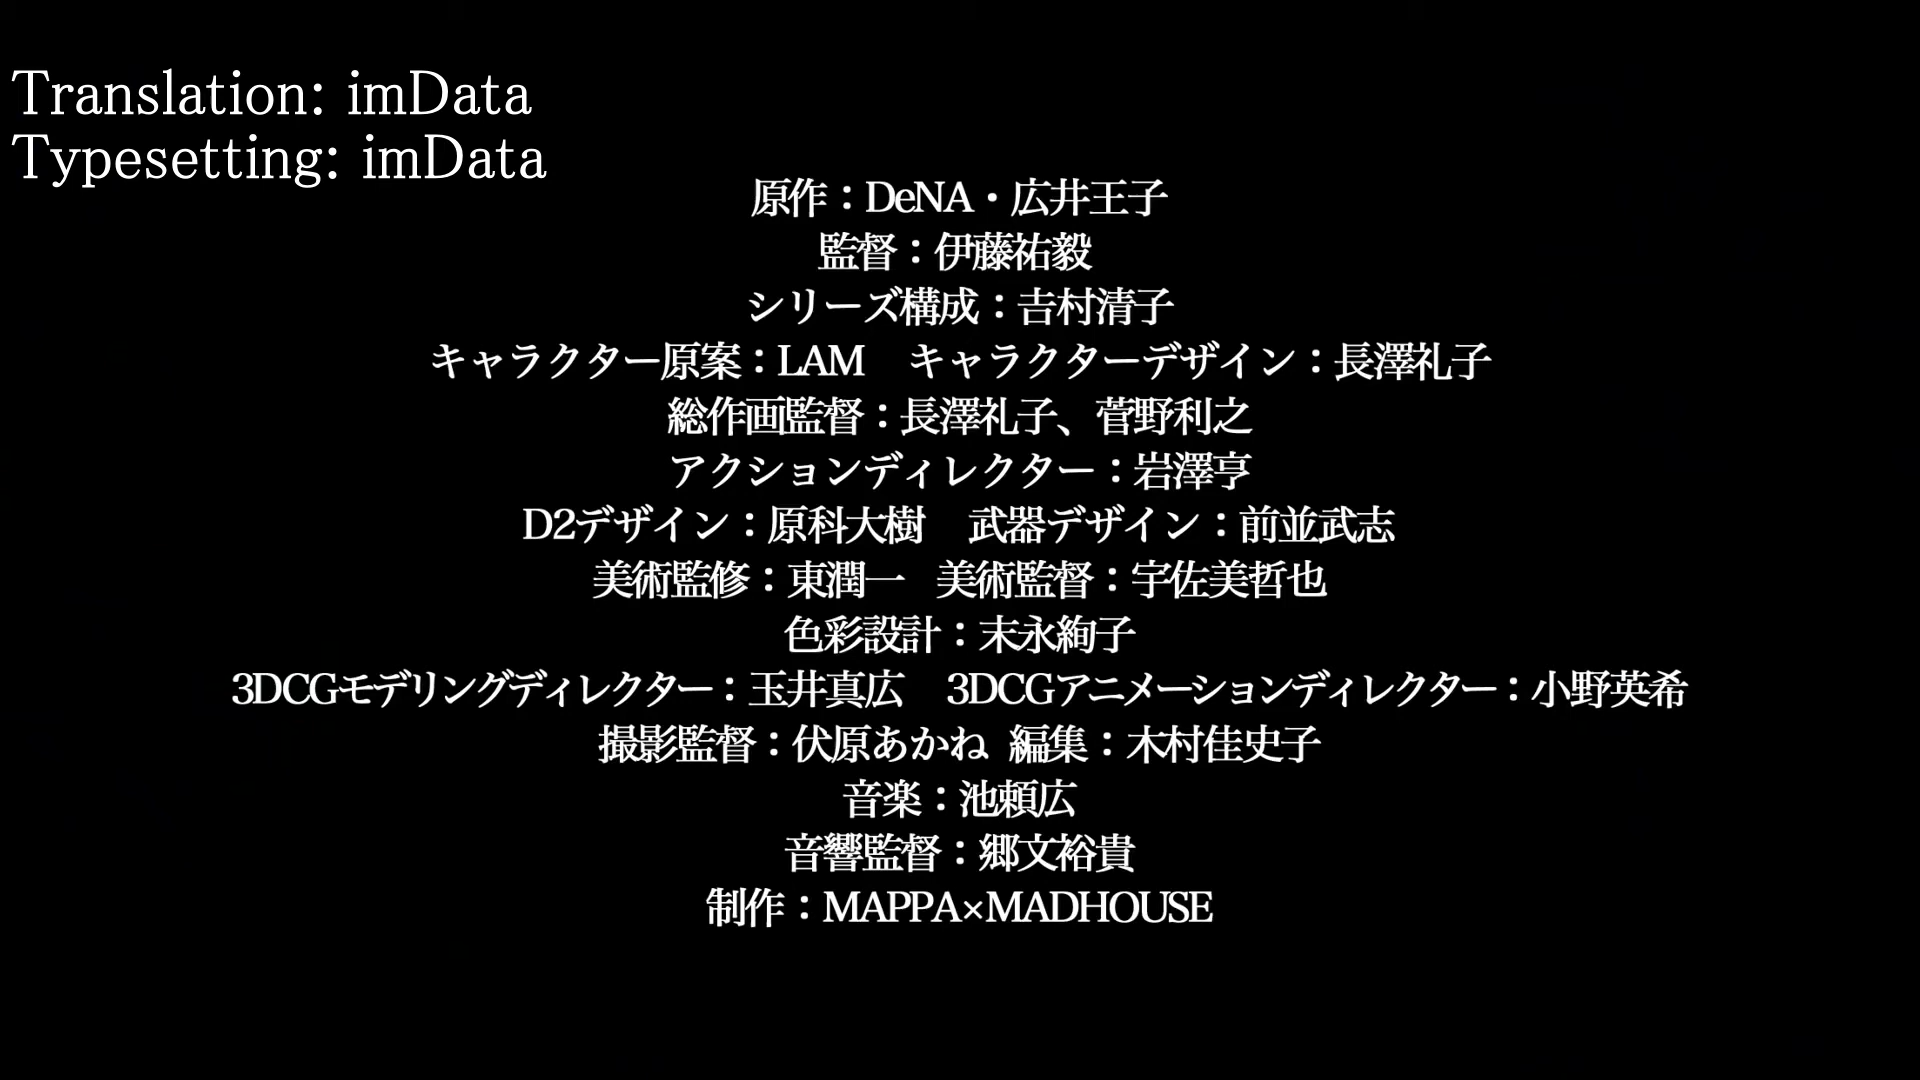 Translation: imData
Typesetting: imData
原作：DeNA・広井王子
監督：伊藤祐毅
シリーズ構成：吉村清子
キャラクター原案：LAM　キャラクターデザイン：長澤礼子
総作画監督：長澤礼子、菅野利之
アクションディレクター：岩澤亨
D2デザイン：原科大樹　武器デザイン：前並武志
美術監修：東潤一　美術監督：宇佐美哲也
色彩設計：末永絢子
3DCGモデリングディレクター：玉井真広　3DCGアニメーションディレクター：小野英希
撮影監督：伏原あかね　編集：木村佳史子
音楽：池頼広
音響監督：郷文裕貴
制作：MAPPA×MADHOUSE